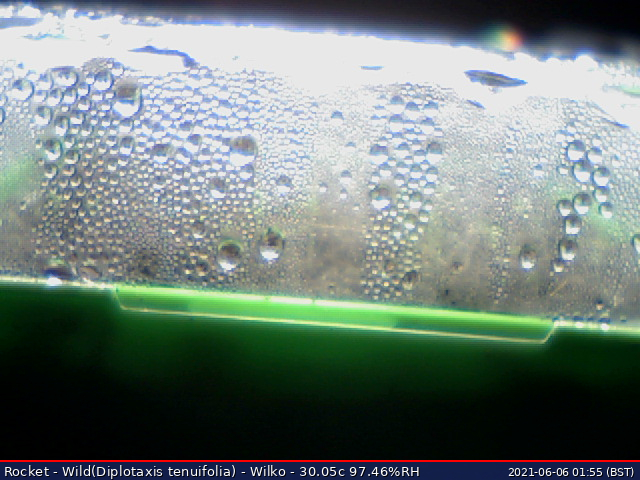 Rocket - Wild(Diplotaxis tenuifolia) - Wilko - 30.05c 97.46%RH
2021-06-06 01:55 (BST)